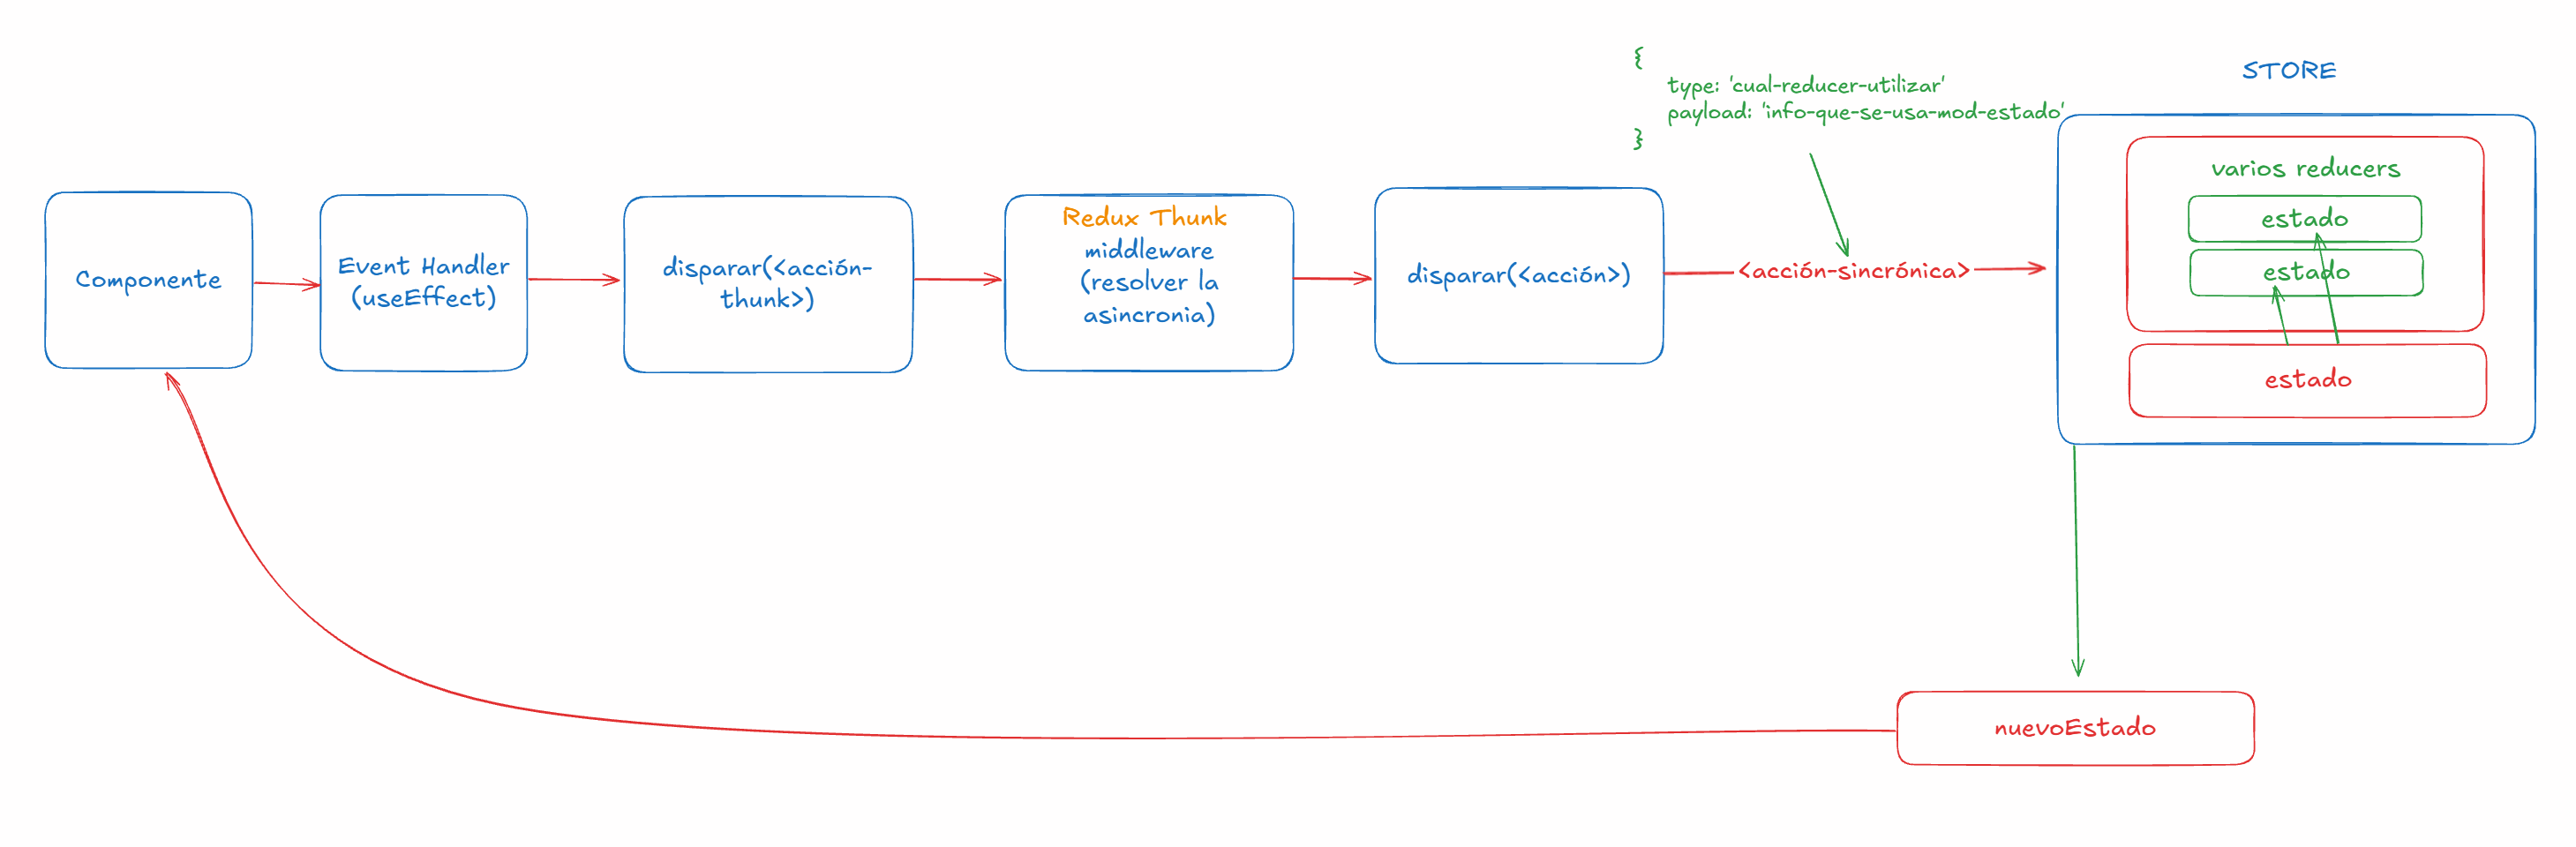 {
type: 'cual-reducer-utilizar'
payload: 'info-que-se-usa-mod-estado'
}
STORE
varios reducers
estado
estado
estado
Componente
Event Handler
(useEffect)
disparar(<acción-
thunk>)
Redux Thunk
middleware
(resolver la
asincronia)
disparar(<acción>)
<acción-sincrónica>
nuevoEstado